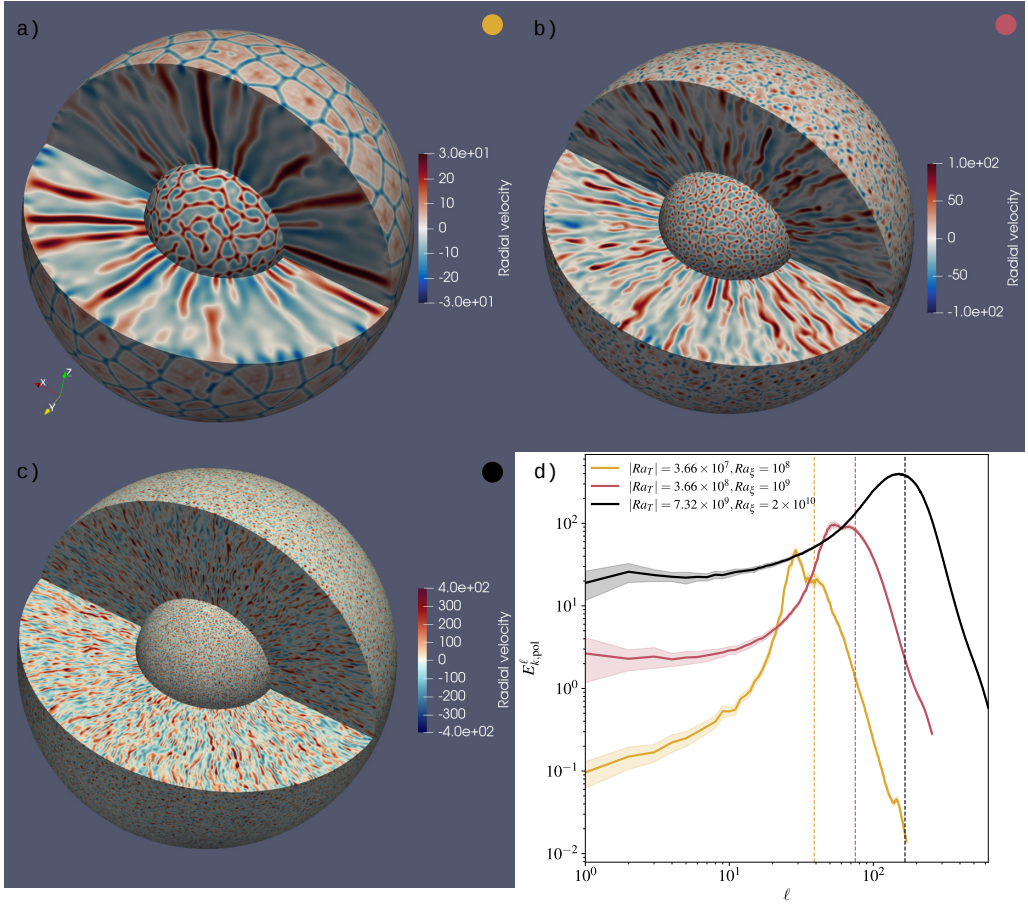 a)
3.0e+01
20
10
0
-10
-20
-3.0e+01
Radial velocity
X
Z
Y
b)
1.0e+02
50
0
-50
-1.0e+02
Radial velocity
c)
4.0e+02
300
200
100
0
-100
-200
-300
-4.0e+02
Radial velocity
d)
|Ra_T| = 3.66 × 10^7, Ra_ξ = 10^8
|Ra_T| = 3.66 × 10^8, Ra_ξ = 10^9
|Ra_T| = 7.32 × 10^9, Ra_ξ = 2 × 10^10
10^2
10^1
10^0
10^−1
10^−2
E^ℓ_k,pol
10^0
10^1
10^2
ℓ